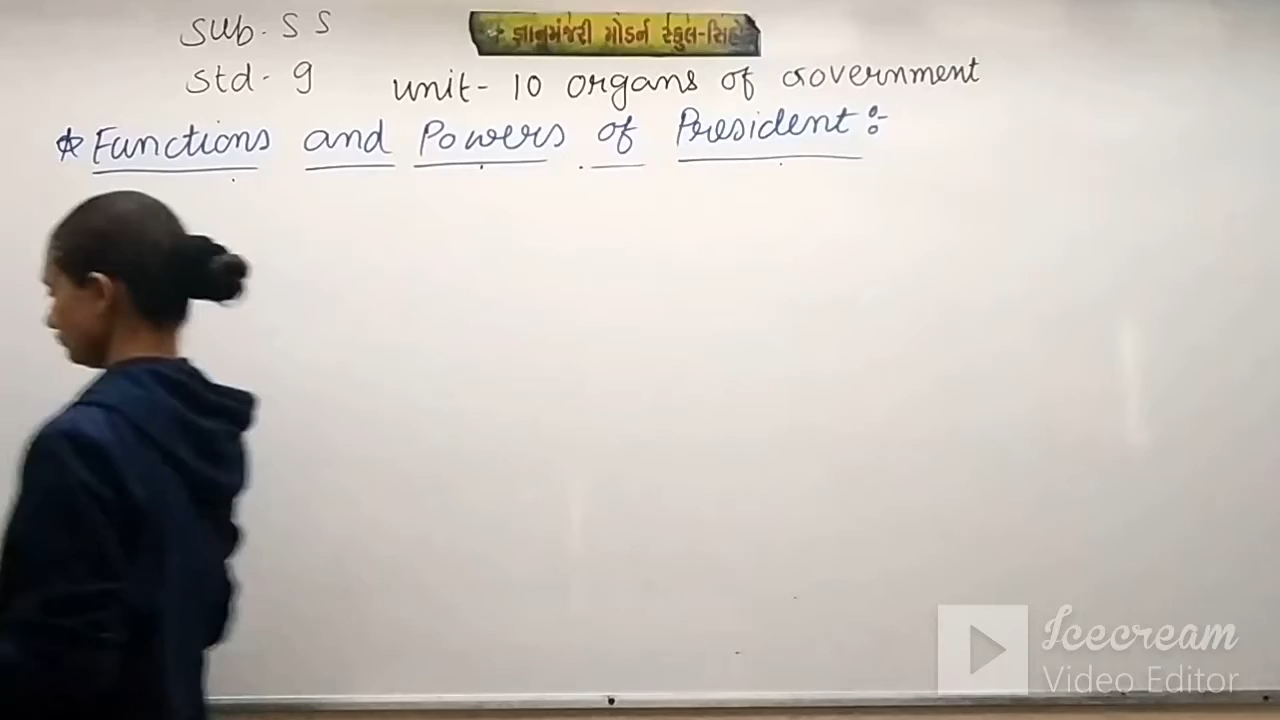 Sub. S S
જ્ઞાનમંજરી મોડર્ન સ્કુલ-સિહોર
Std - 9 unit - 10 organs of Government
☆ Functions and Powers of President :-
Icecream
Video Editor